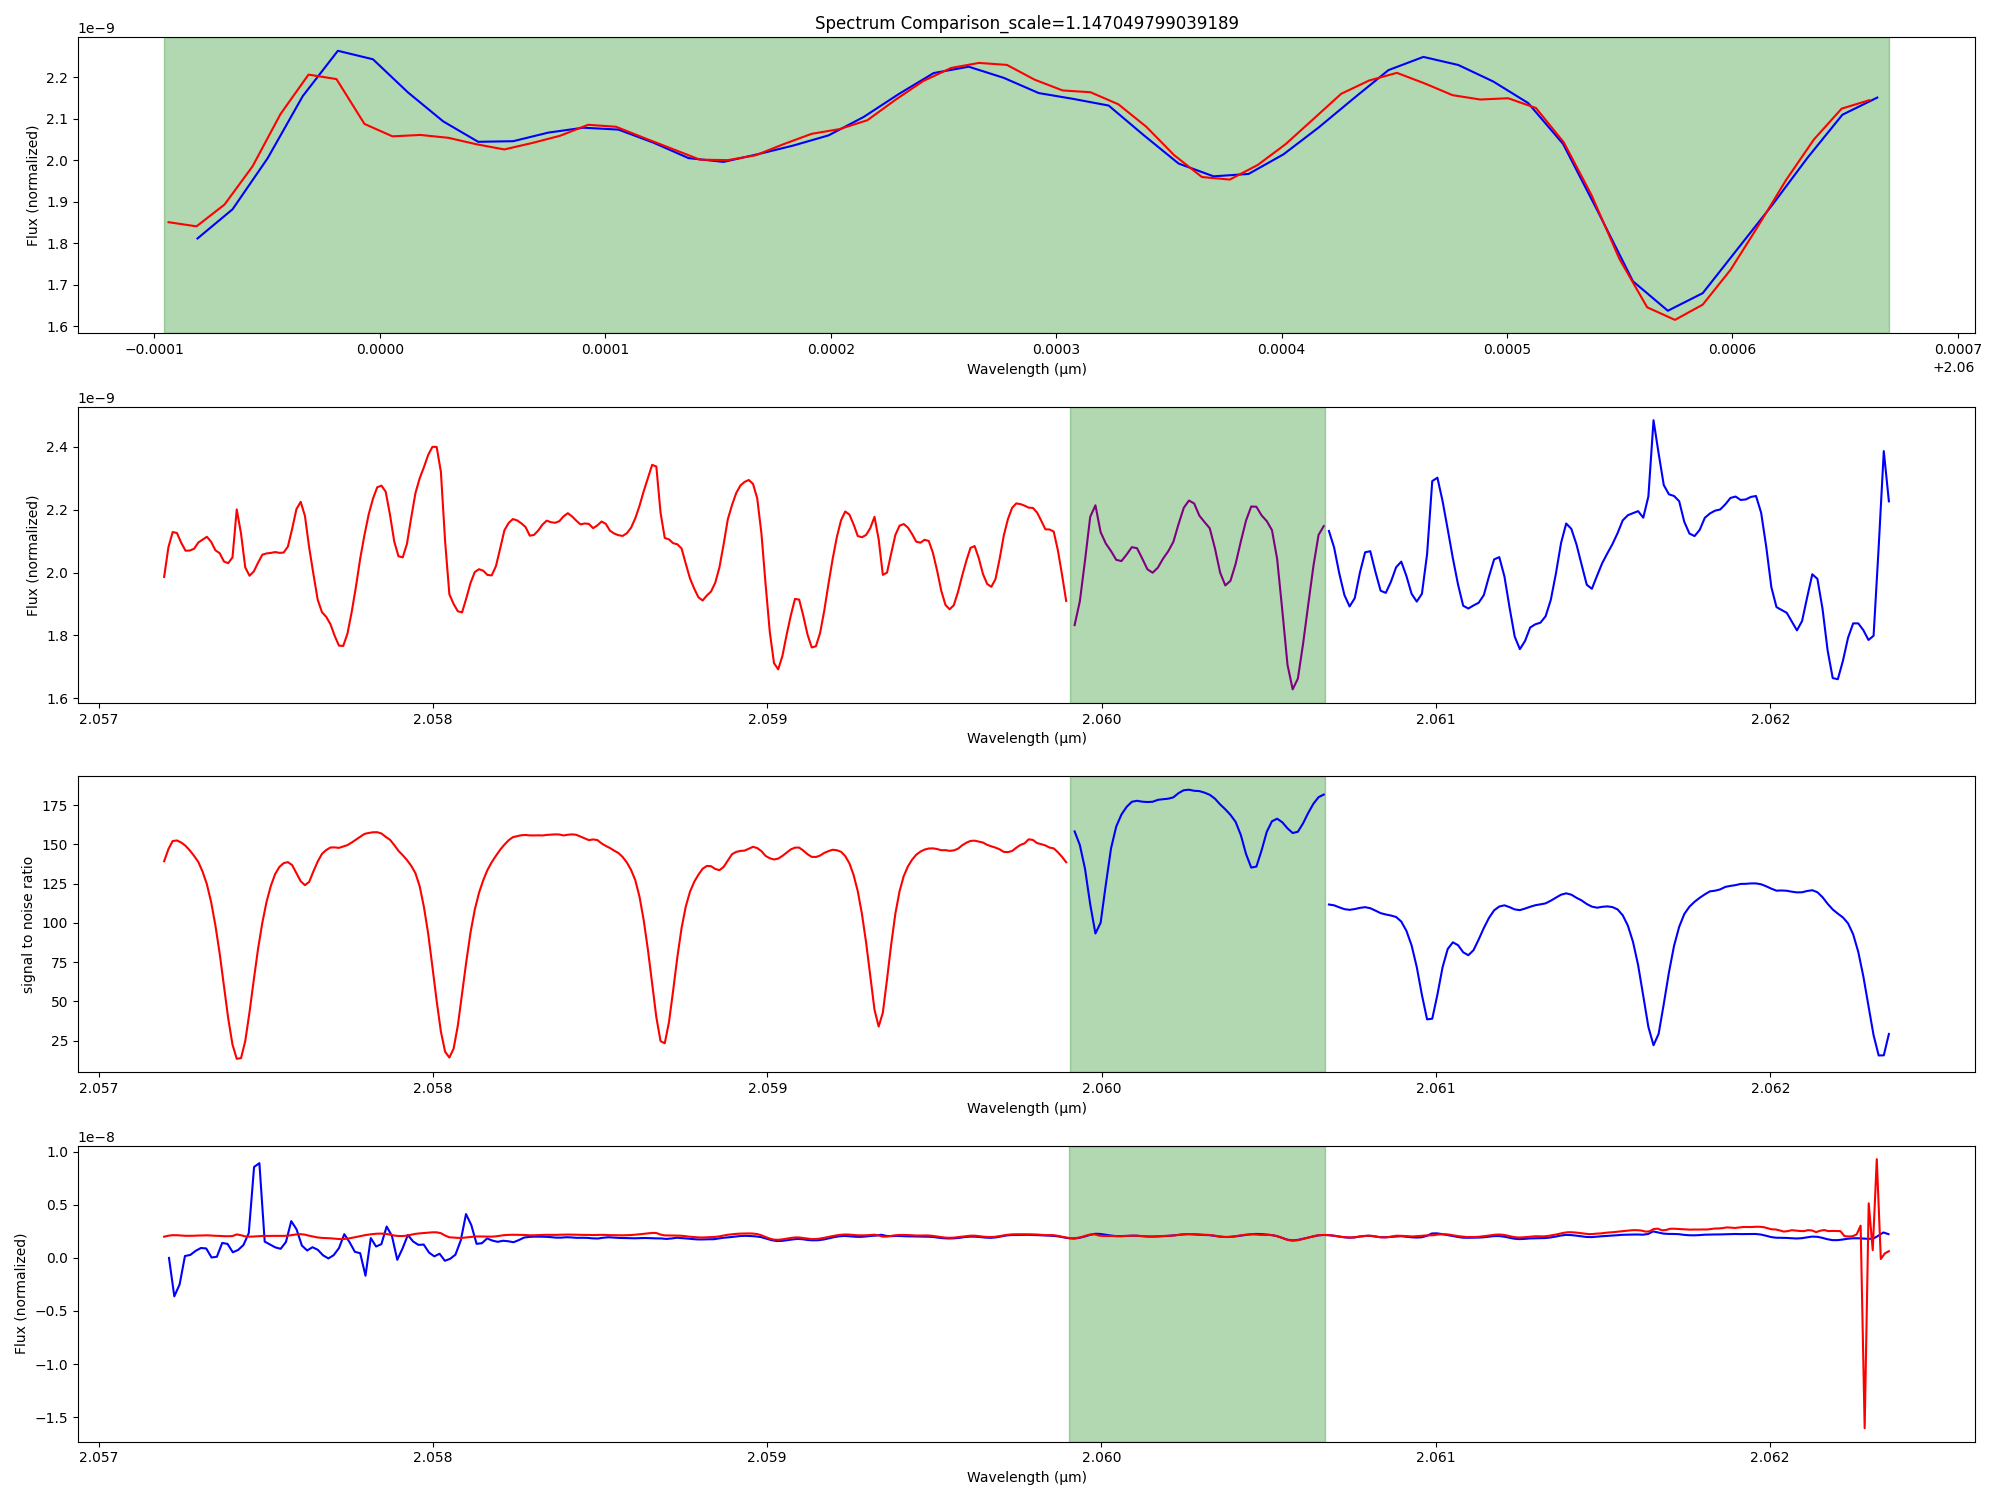 Spectrum Comparison_scale=1.147049799039189
1e−9
2.2
2.1
2.0
1.9
1.8
1.7
1.6
Flux (normalized)
−0.0001 0.0000 0.0001 0.0002 0.0003 0.0004 0.0005 0.0006 0.0007
+2.06
Wavelength (μm)
1e−9
2.4
2.2
2.0
1.8
1.6
Flux (normalized)
2.057 2.058 2.059 2.060 2.061 2.062
Wavelength (μm)
175
150
125
100
75
50
25
signal to noise ratio
2.057 2.058 2.059 2.060 2.061 2.062
Wavelength (μm)
1e−8
1.0
0.5
0.0
−0.5
−1.0
−1.5
Flux (normalized)
2.057 2.058 2.059 2.060 2.061 2.062
Wavelength (μm)